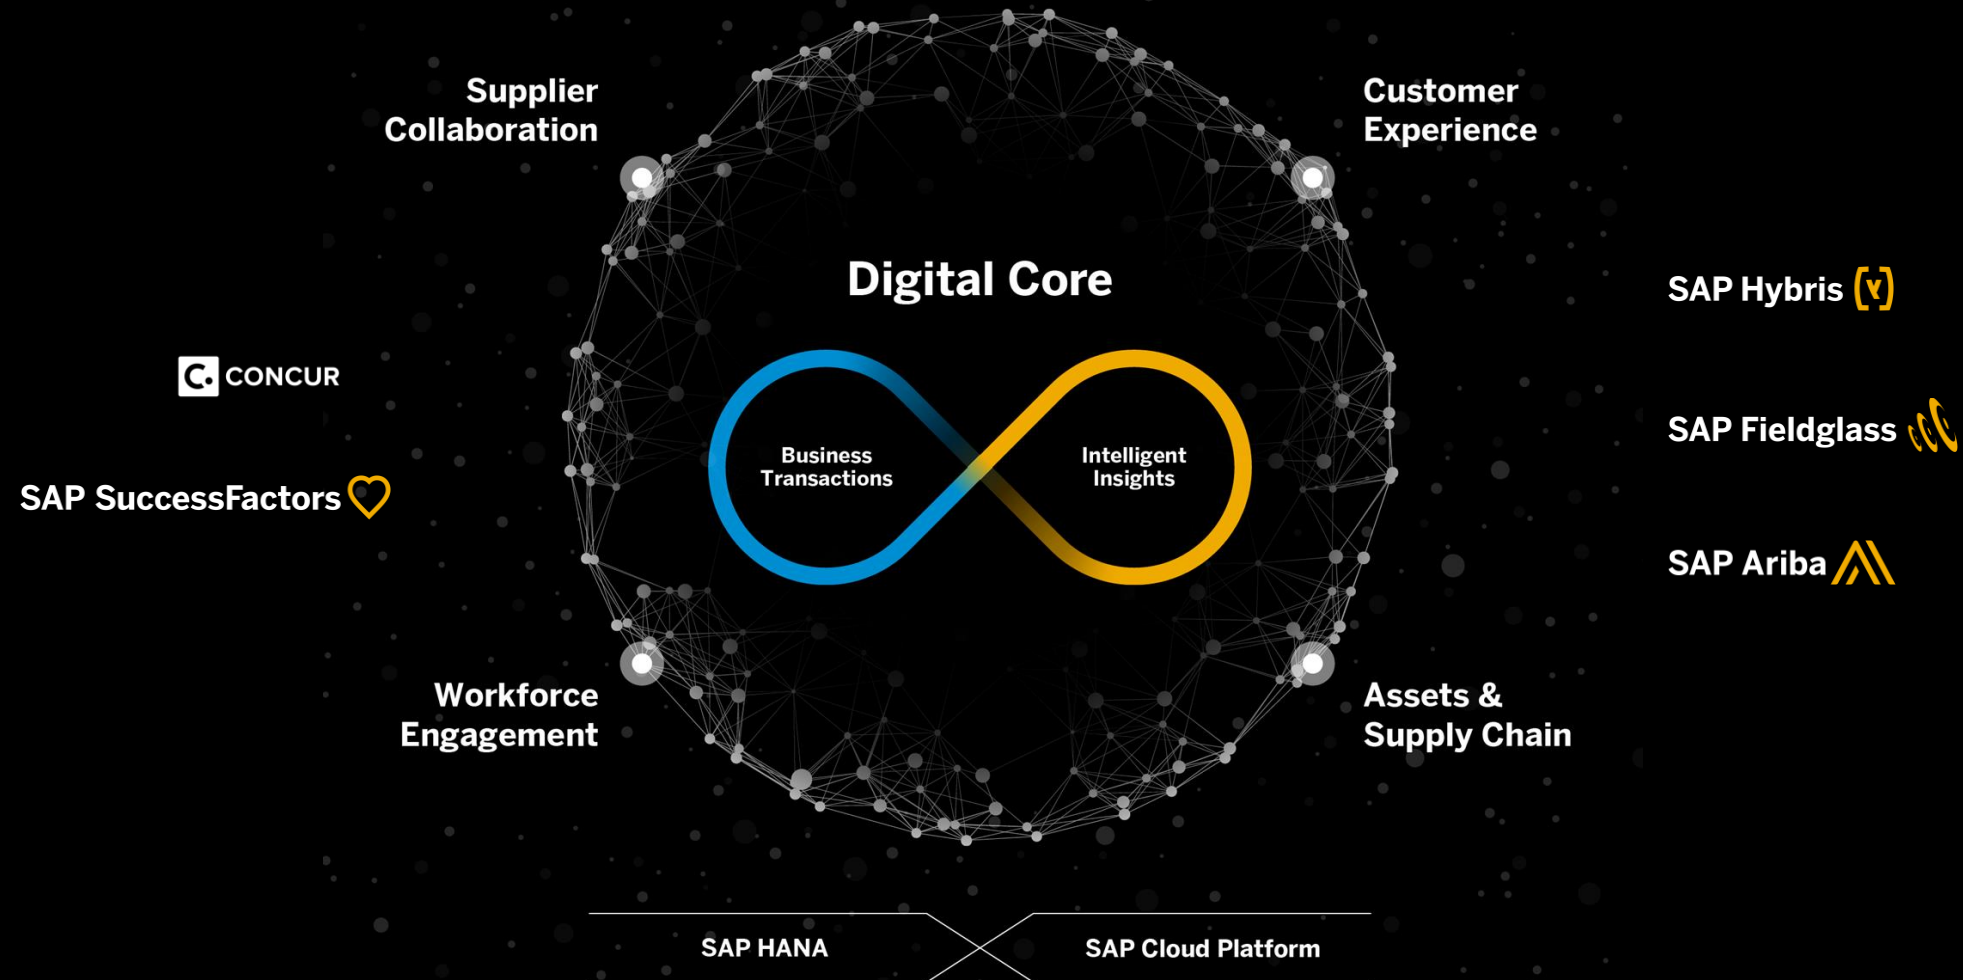 Supplier
Collaboration
Customer
Experience
Digital Core
SAP Hybris
CONCUR
SAP Fieldglass
Business
Transactions
Intelligent
Insights
SAP SuccessFactors
SAP Ariba
Workforce
Engagement
Assets &
Supply Chain
SAP HANA
SAP Cloud Platform